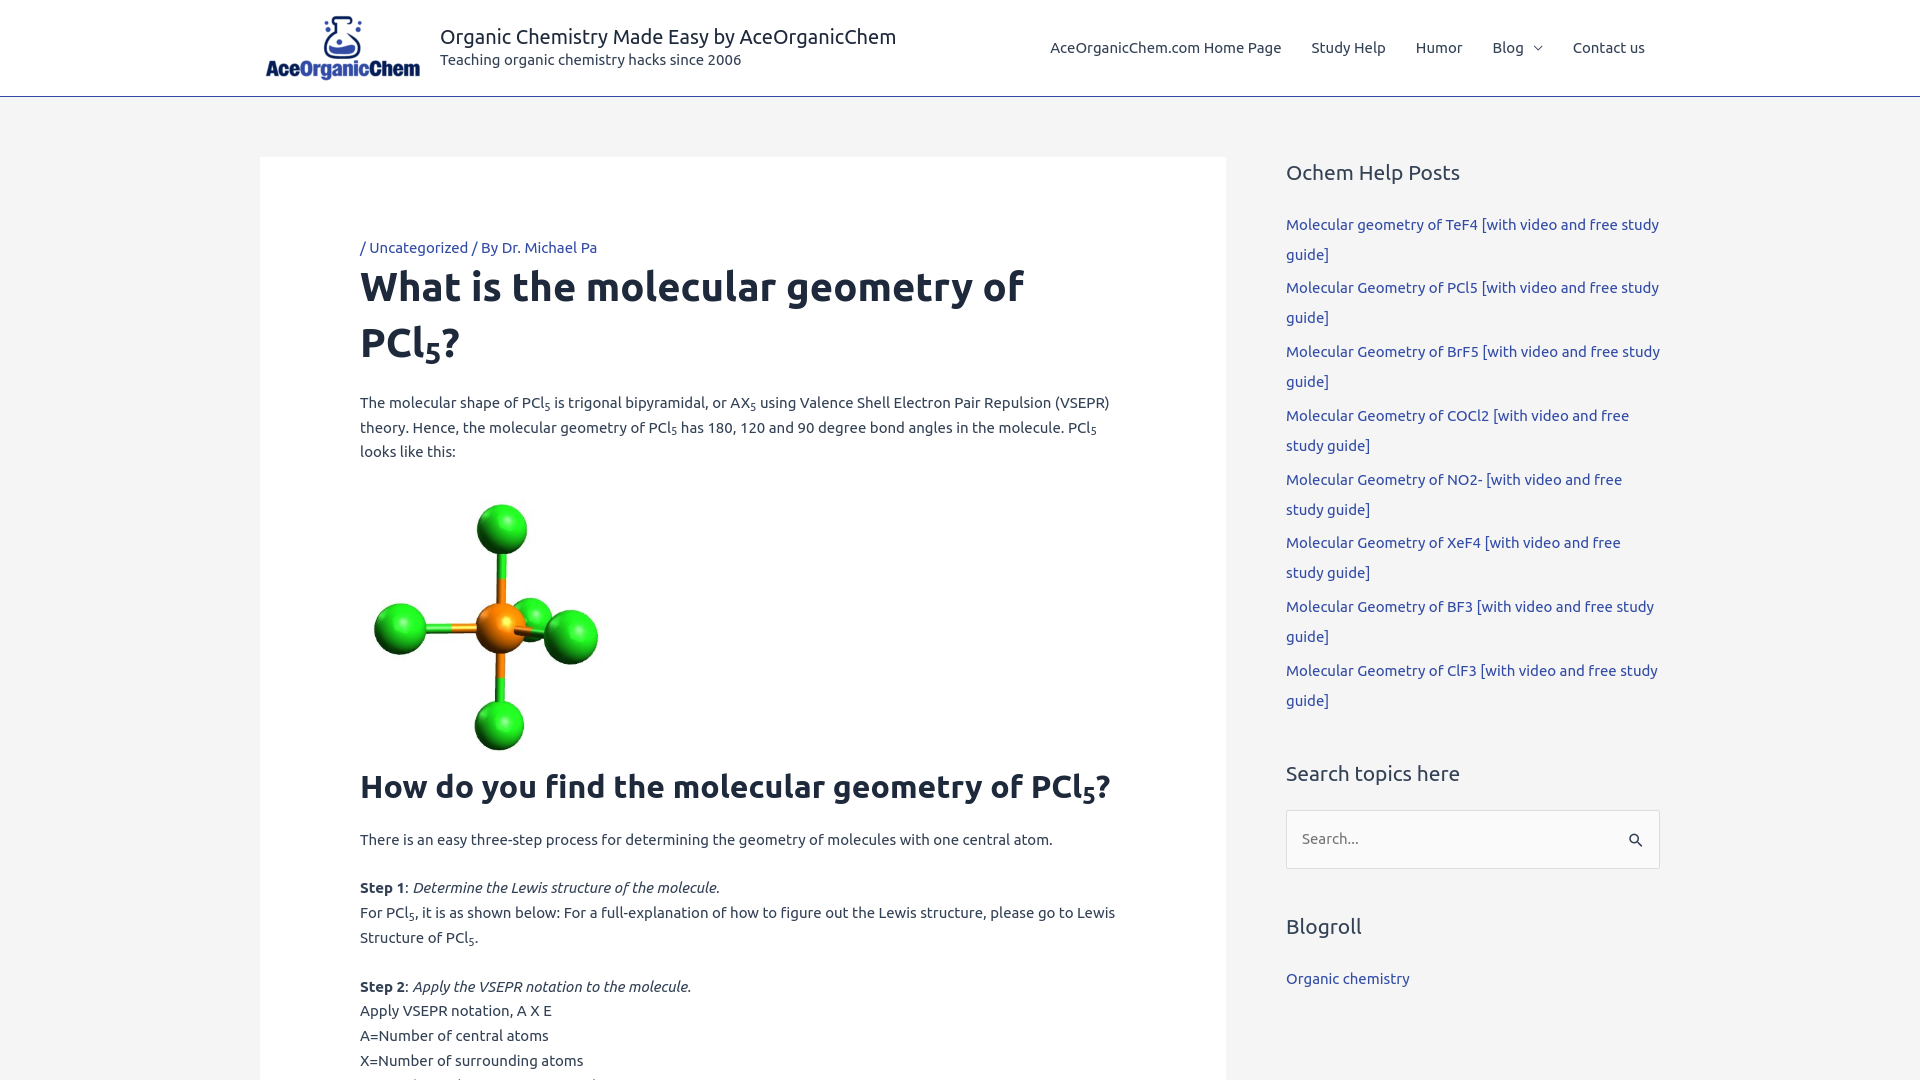 AceOrganicChem
Organic Chemistry Made Easy by AceOrganicChem
Teaching organic chemistry hacks since 2006
AceOrganicChem.com Home Page
Study Help
Humor
Blog
Contact us
/ Uncategorized / By Dr. Michael Pa
What is the molecular geometry of
PCl5?
The molecular shape of PCl5 is trigonal bipyramidal, or AX5 using Valence Shell Electron Pair Repulsion (VSEPR)
theory. Hence, the molecular geometry of PCl5 has 180, 120 and 90 degree bond angles in the molecule. PCl5
looks like this:
How do you find the molecular geometry of PCl5?
There is an easy three-step process for determining the geometry of molecules with one central atom.
Step 1: Determine the Lewis structure of the molecule.
For PCl5, it is as shown below: For a full-explanation of how to figure out the Lewis structure, please go to Lewis
Structure of PCl5.
Step 2: Apply the VSEPR notation to the molecule.
Apply VSEPR notation, A X E
A=Number of central atoms
X=Number of surrounding atoms
Ochem Help Posts
Molecular geometry of TeF4 [with video and free study
guide]
Molecular Geometry of PCl5 [with video and free study
guide]
Molecular Geometry of BrF5 [with video and free study
guide]
Molecular Geometry of COCl2 [with video and free
study guide]
Molecular Geometry of NO2- [with video and free
study guide]
Molecular Geometry of XeF4 [with video and free
study guide]
Molecular Geometry of BF3 [with video and free study
guide]
Molecular Geometry of ClF3 [with video and free study
guide]
Search topics here
Search...
Blogroll
Organic chemistry